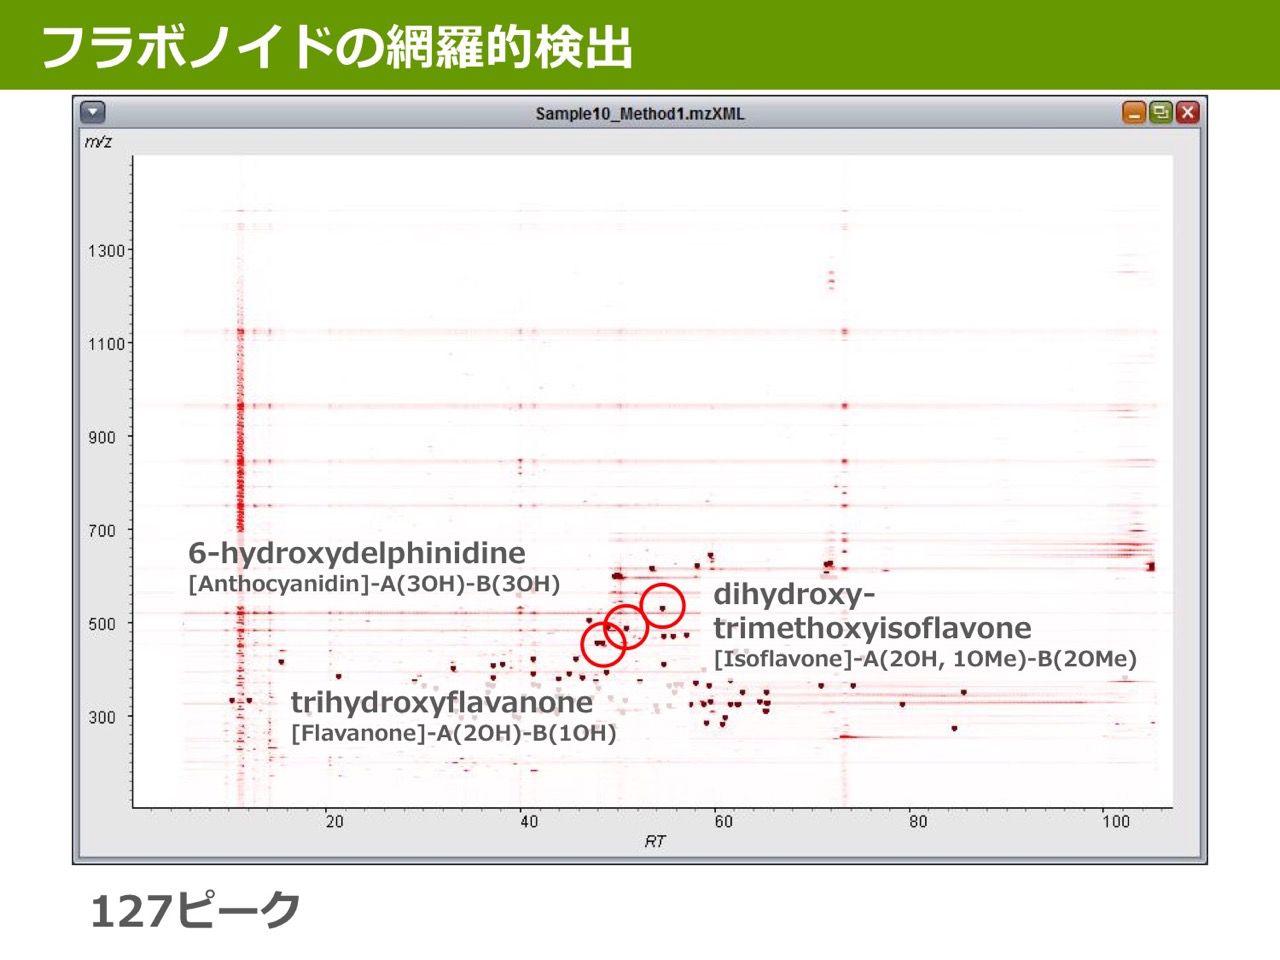 フラボノイドの網羅的検出
Sample10_Method1.mzXML
m/z
1300
1100
900
700
500
300
6-hydroxydelphinidine
[Anthocyanidin]-A(3OH)-B(3OH)
dihydroxy-
trimethoxyisoflavone
[Isoflavone]-A(2OH, 1OMe)-B(2OMe)
trihydroxyflavanone
[Flavanone]-A(2OH)-B(1OH)
20 40 60 80 100
RT
127ピーク